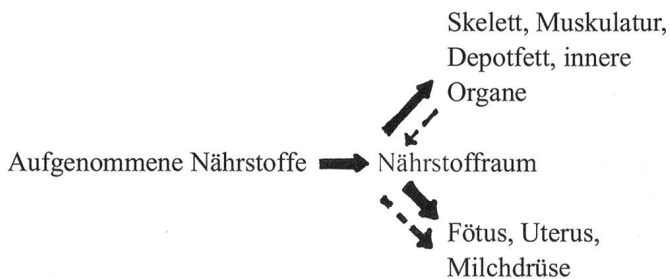 Skelett, Muskulatur,
Depotfett, innere
Organe
Aufgenommene Nährstoffe
Nährstoffraum
Fötus, Uterus,
Milchdrüse